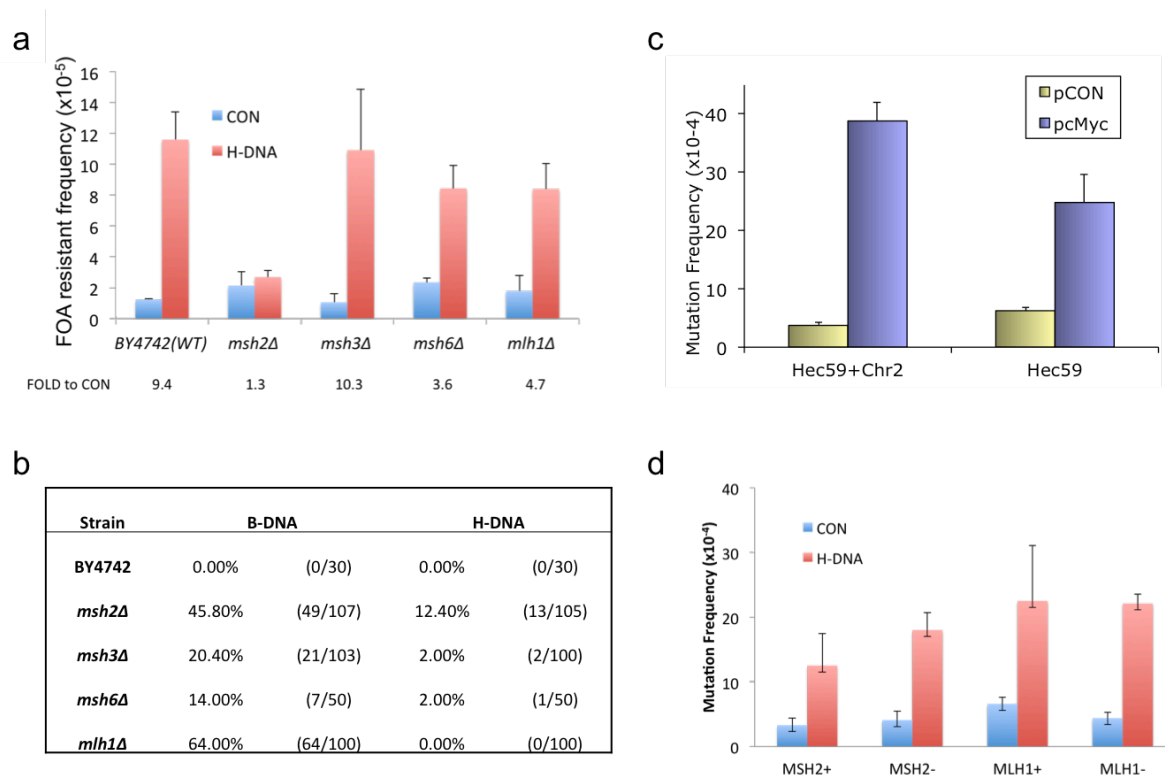 a
FOA resistant frequency (x10-5)
16
14
12
10
8
6
4
2
0
CON
H-DNA
BY4742(WT) msh2Δ msh3Δ msh6Δ mlh1Δ
FOLD to CON 9.4 1.3 10.3 3.6 4.7
c
Mutation Frequency (x10-4)
40
30
20
10
0
pCON
pcMyc
Hec59+Chr2 Hec59
b
Strain B-DNA H-DNA
BY4742 0.00% (0/30) 0.00% (0/30)
msh2Δ 45.80% (49/107) 12.40% (13/105)
msh3Δ 20.40% (21/103) 2.00% (2/100)
msh6Δ 14.00% (7/50) 2.00% (1/50)
mlh1Δ 64.00% (64/100) 0.00% (0/100)
d
Mutation Frequency (x10-4)
40
30
20
10
0
CON
H-DNA
MSH2+ MSH2- MLH1+ MLH1-